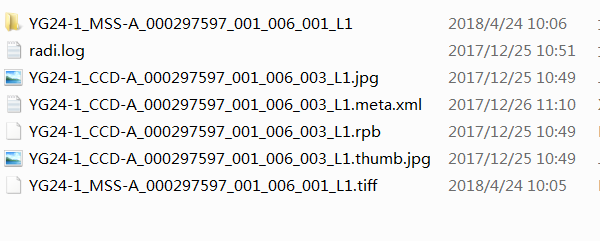 YG24-1_MSS-A_000297597_001_006_001_L1 2018/4/24 10:06
radi.log 2017/12/25 10:51
YG24-1_CCD-A_000297597_001_006_003_L1.jpg 2017/12/25 10:49
YG24-1_CCD-A_000297597_001_006_003_L1.meta.xml 2017/12/26 11:10
YG24-1_CCD-A_000297597_001_006_003_L1.rpb 2017/12/25 10:49
YG24-1_CCD-A_000297597_001_006_003_L1.thumb.jpg 2017/12/25 10:49
YG24-1_MSS-A_000297597_001_006_001_L1.tiff 2018/4/24 10:05